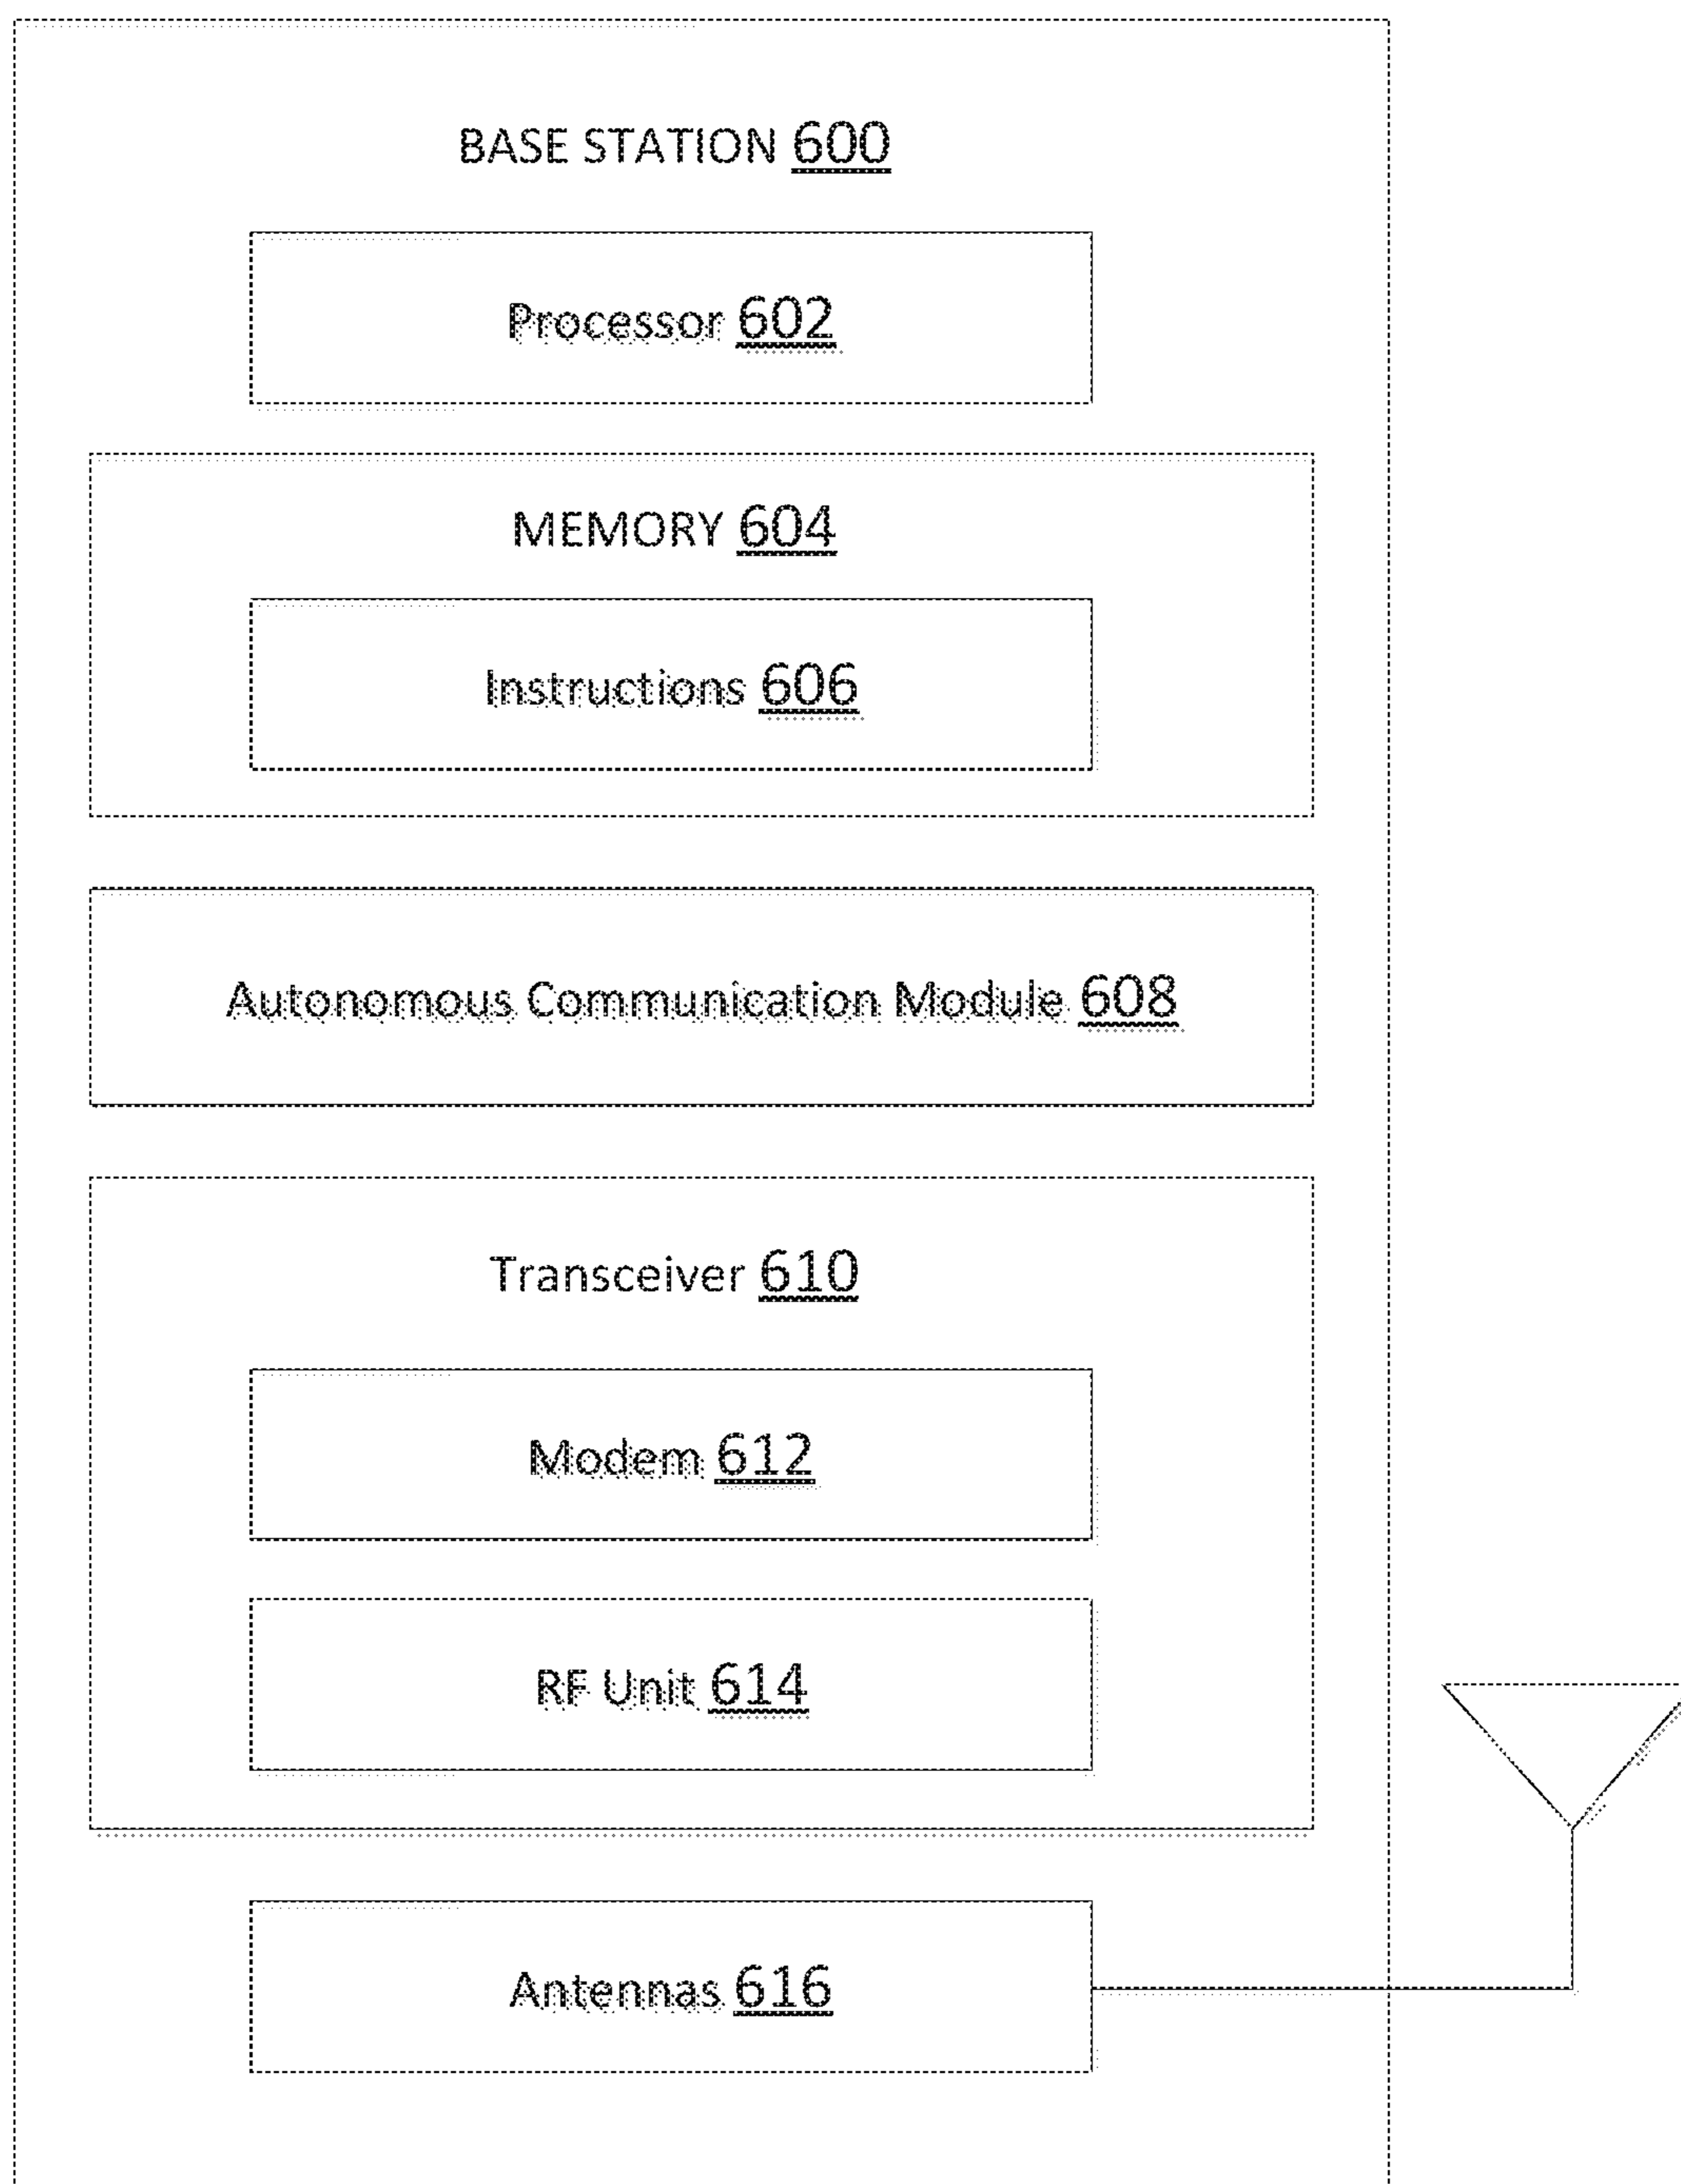 BASE STATION 600
Processor 602
MEMORY 604
Instructions 606
Autonomous Communication Module 608
Transceiver 610
Modem 612
RF Unit 614
Antennas 616